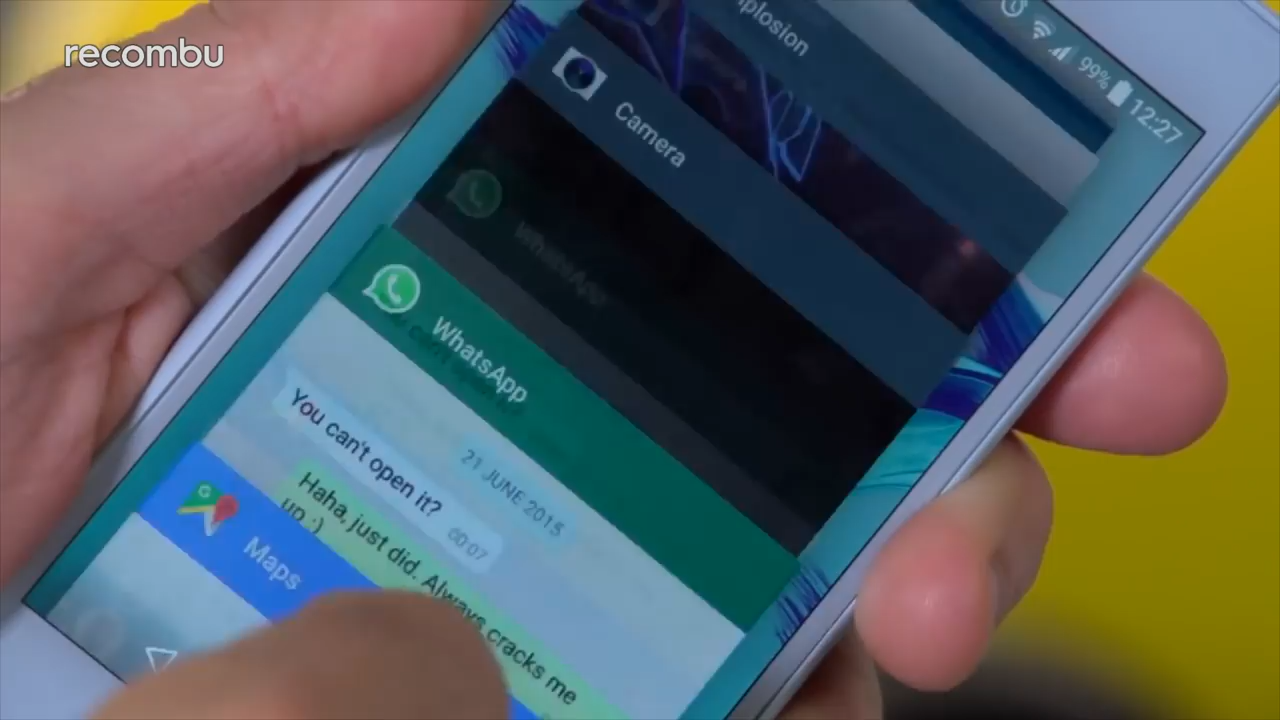 recombu
plosion
99%
12:27
Camera
WhatsApp
WhatsApp
21 JUNE 2015
You can't open it? 00:07
Haha, just did. Always cracks me
up :)
Maps